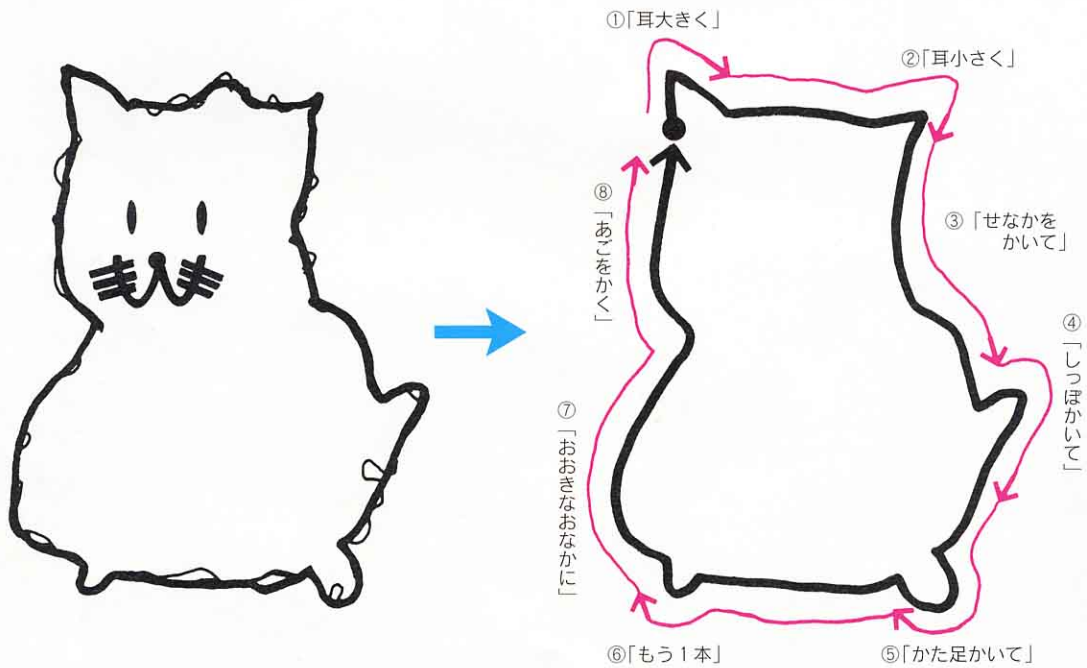 ①「耳大きく」
②「耳小さく」
③「せなかを
かいて」
④「しっぽかいて」
⑤「かた足かいて」
⑥「もう1本」
⑦「おおきなおなかに」
⑧「あごをかく」